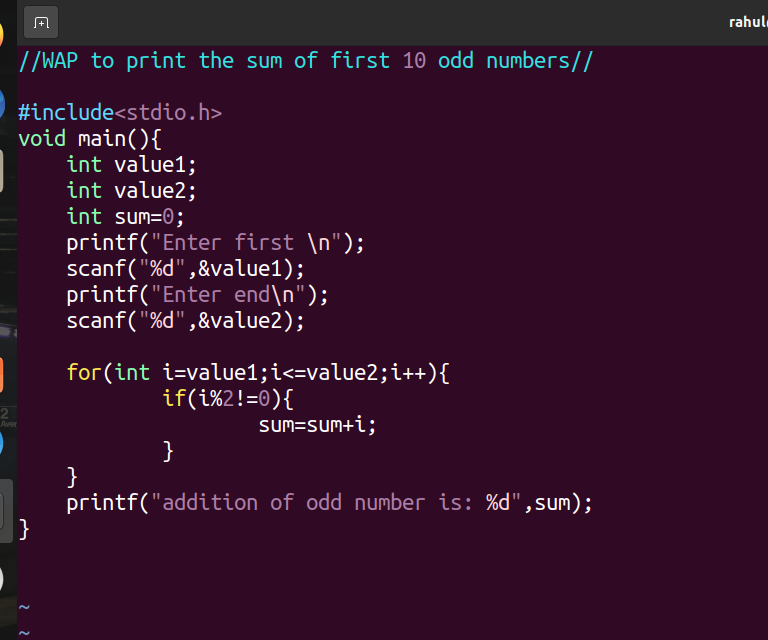 rahul
//WAP to print the sum of first 10 odd numbers//
#include<stdio.h>
void main(){
    int value1;
    int value2;
    int sum=0;
    printf("Enter first \n");
    scanf("%d",&value1);
    printf("Enter end\n");
    scanf("%d",&value2);
    for(int i=value1;i<=value2;i++){
            if(i%2!=0){
                    sum=sum+i;
            }
    }
    printf("addition of odd number is: %d",sum);
}
~
~